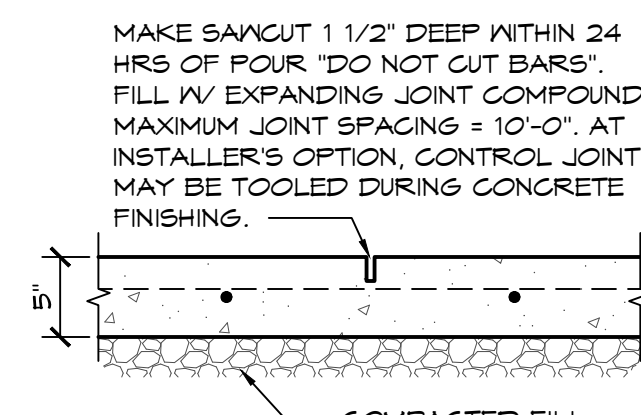 MAKE SAWCUT 1 1/2" DEEP WITHIN 24
HRS OF POUR "DO NOT CUT BARS".
FILL W/ EXPANDING JOINT COMPOUND
MAXIMUM JOINT SPACING = 10'-0". AT
INSTALLER'S OPTION, CONTROL JOINT
MAY BE TOOLED DURING CONCRETE
FINISHING.
5"
COMPACTED FILL